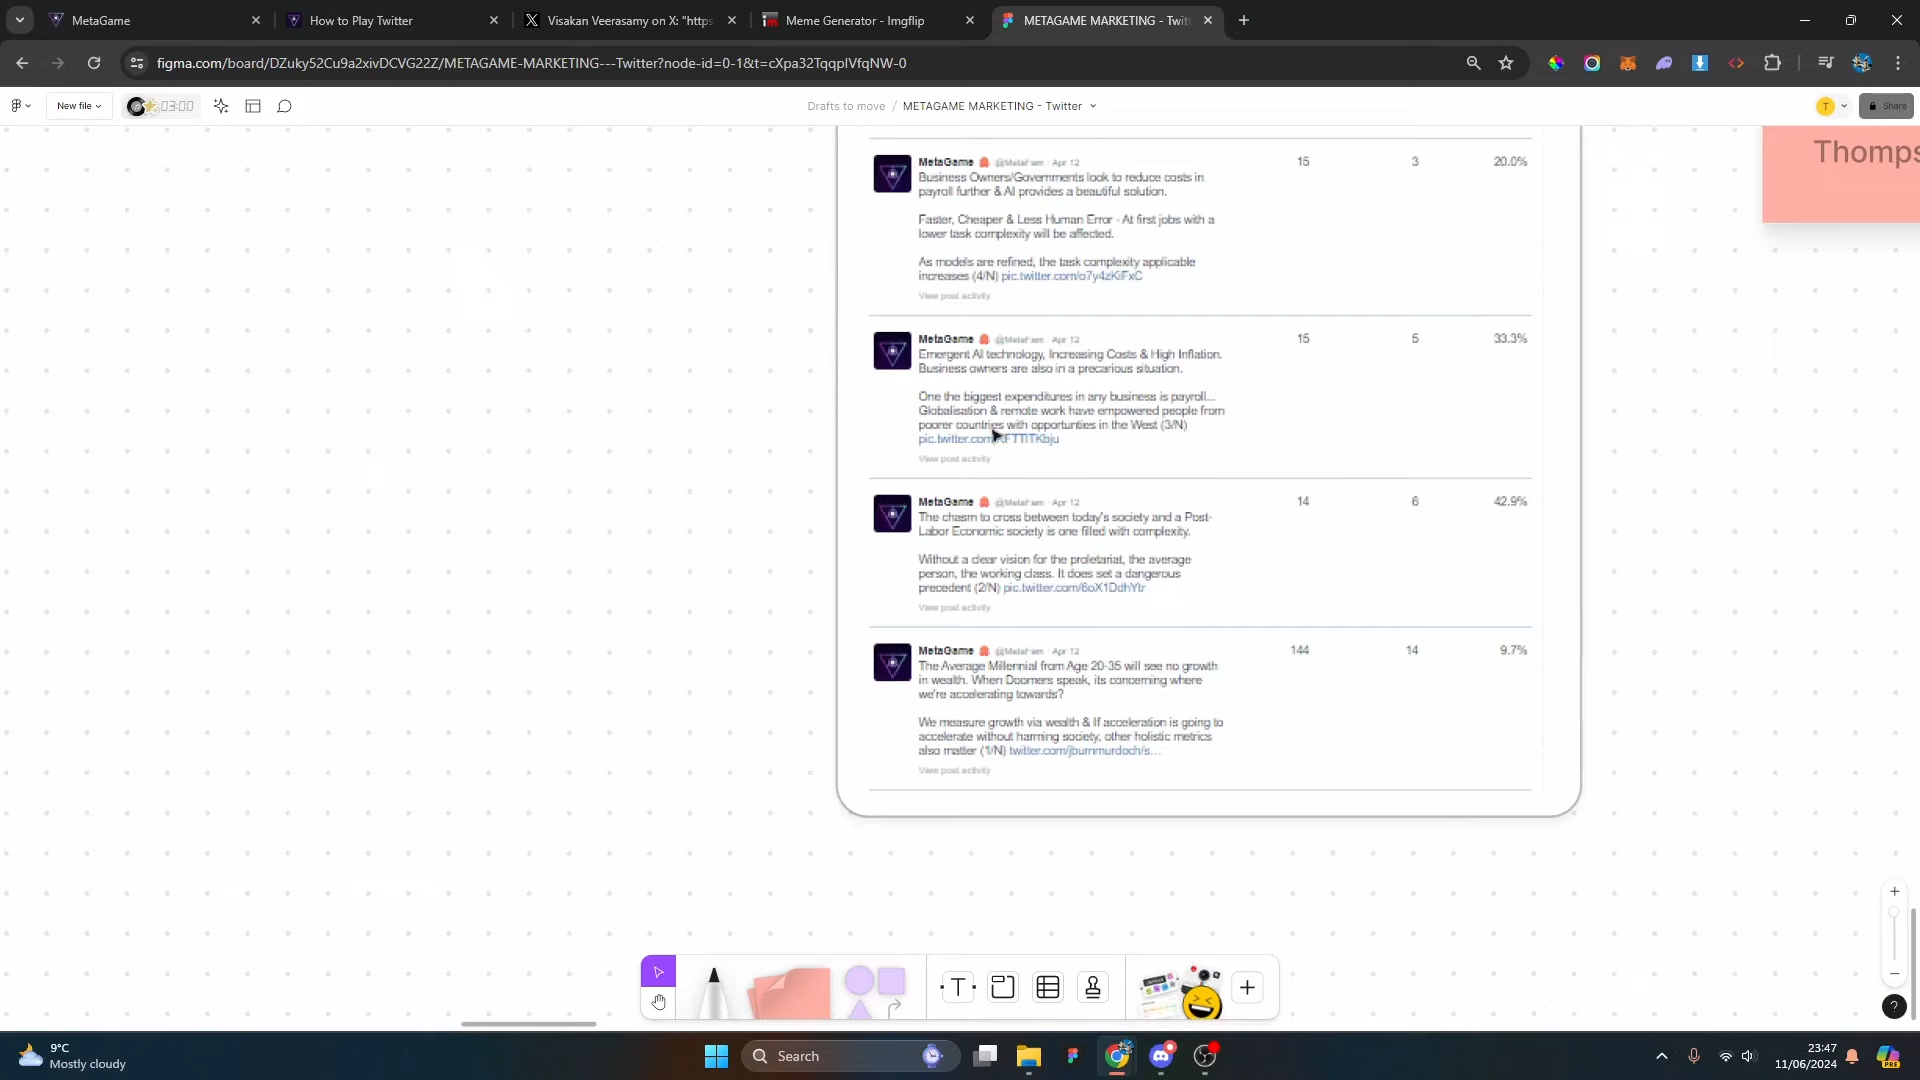 MetaGame
How to Play Twitter
Visakan Veerasamy on X: "https
Meme Generator - Imgflip
METAGAME MARKETING - Twit
figma.com/board/DZuky52Cu9a2xivDCVG22Z/METAGAME-MARKETING---Twitter?node-id=0-1&t=cXpa32TqqpIVfqNW-0
New file
03:00
Drafts to move / METAGAME MARKETING - Twitter
T
Share
Thomps
MetaGame @MetaFam · Apr 12 15 3 20.0%
Business Owners/Governments look to reduce costs in
payroll further & AI provides a beautiful solution.
Faster, Cheaper & Less Human Error - At first jobs with a
lower task complexity will be affected.
As models are refined, the task complexity applicable
increases (4/N) pic.twitter.com/o7y4zKiFxC
View post activity
MetaGame @MetaFam · Apr 12 15 5 33.3%
Emergent AI technology, Increasing Costs & High Inflation.
Business owners are also in a precarious situation.
One the biggest expenditures in any business is payroll...
Globalisation & remote work have empowered people from
poorer countries with opportunties in the West (3/N)
View post activity
MetaGame @MetaFam · Apr 12 14 6 42.9%
The chasm to cross between today's society and a Post-
Labor Economic society is one filled with complexity.
Without a clear vision for the proletariat, the average
person, the working class. It does set a dangerous
precedent (2/N) pic.twitter.com/6oX1DdhYtr
View post activity
MetaGame @MetaFam · Apr 12 144 14 9.7%
The Average Millennial from Age 20-35 will see no growth
in wealth. When Doomers speak, its concerning where
we're accelerating towards?
We measure growth via wealth & If acceleration is going to
accelerate without harming society, other holistic metrics
also matter (1/N) twitter.com/jburnmurdoch/s...
View post activity
T
?
9°C
Mostly cloudy
Search
23:47
11/06/2024
PRE